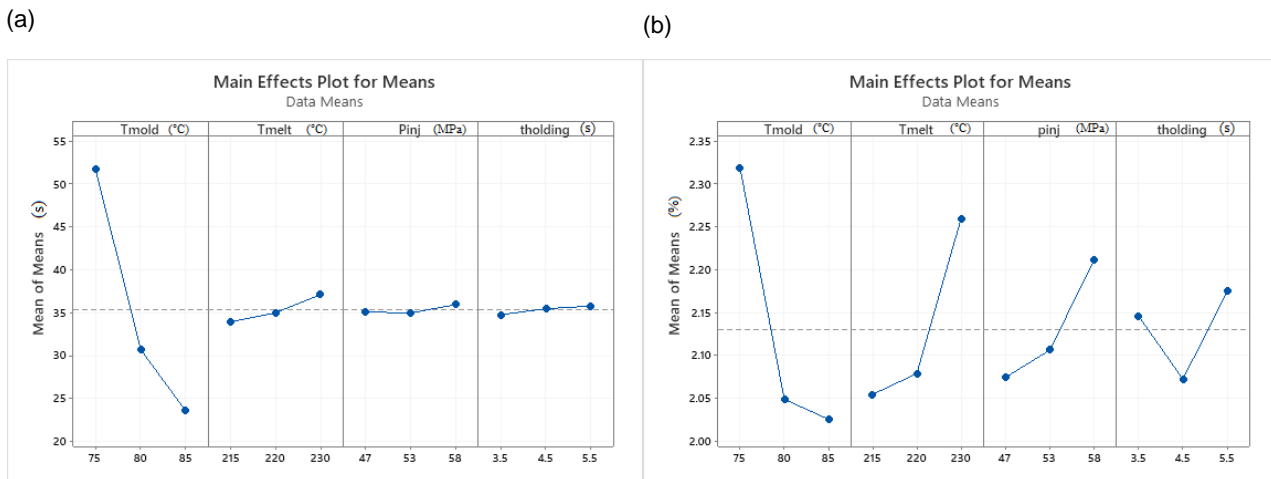 (a)
Main Effects Plot for Means
Data Means
Tmold (°C) Tmelt (°C) Pinj (MPa) tholding (s)
Mean of Means (s)
55
50
45
40
35
30
25
20
75 80 85 215 220 230 47 53 58 3.5 4.5 5.5
(b)
Main Effects Plot for Means
Data Means
Tmold (°C) Tmelt (°C) pinj (MPa) tholding (s)
Mean of Means (%)
2.35
2.30
2.25
2.20
2.15
2.10
2.05
2.00
75 80 85 215 220 230 47 53 58 3.5 4.5 5.5